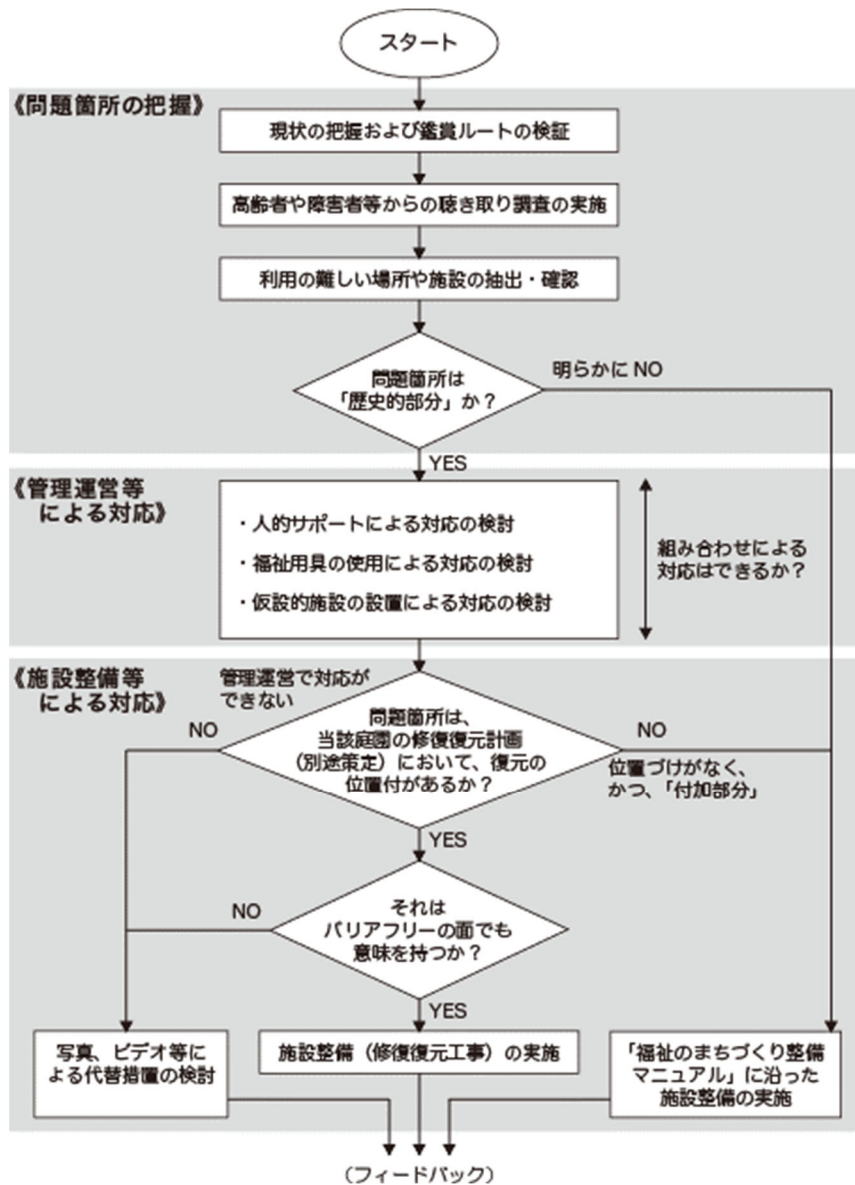 スタート
《問題箇所の把握》
現状の把握および鑑賞ルートの検証
高齢者や障害者等からの聴き取り調査の実施
利用の難しい場所や施設の抽出・確認
問題箇所は
「歴史的部分」か？
明らかに NO
YES
《管理運営等
による対応》
・人的サポートによる対応の検討
・福祉用具の使用による対応の検討
・仮設的施設の設置による対応の検討
組み合わせによる
対応はできるか？
《施設整備等
による対応》
管理運営で対応が
できない
NO
問題箇所は、
当該庭園の修復復元計画
（別途策定）において、復元の
位置付があるか？
NO
位置づけがなく、
かつ、「付加部分」
YES
NO
それは
バリアフリーの面でも
意味を持つか？
YES
写真、ビデオ等に
よる代替措置の検討
施設整備（修復復元工事）の実施
「福祉のまちづくり整備
マニュアル」に沿った
施設整備の実施
（フィードバック）